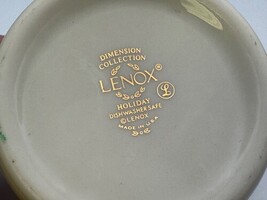 DIMENSION
COLLECTION
LENOX®
L
HOLIDAY
DISHWASHER SAFE
© LENOX
MADE IN U.S.A.